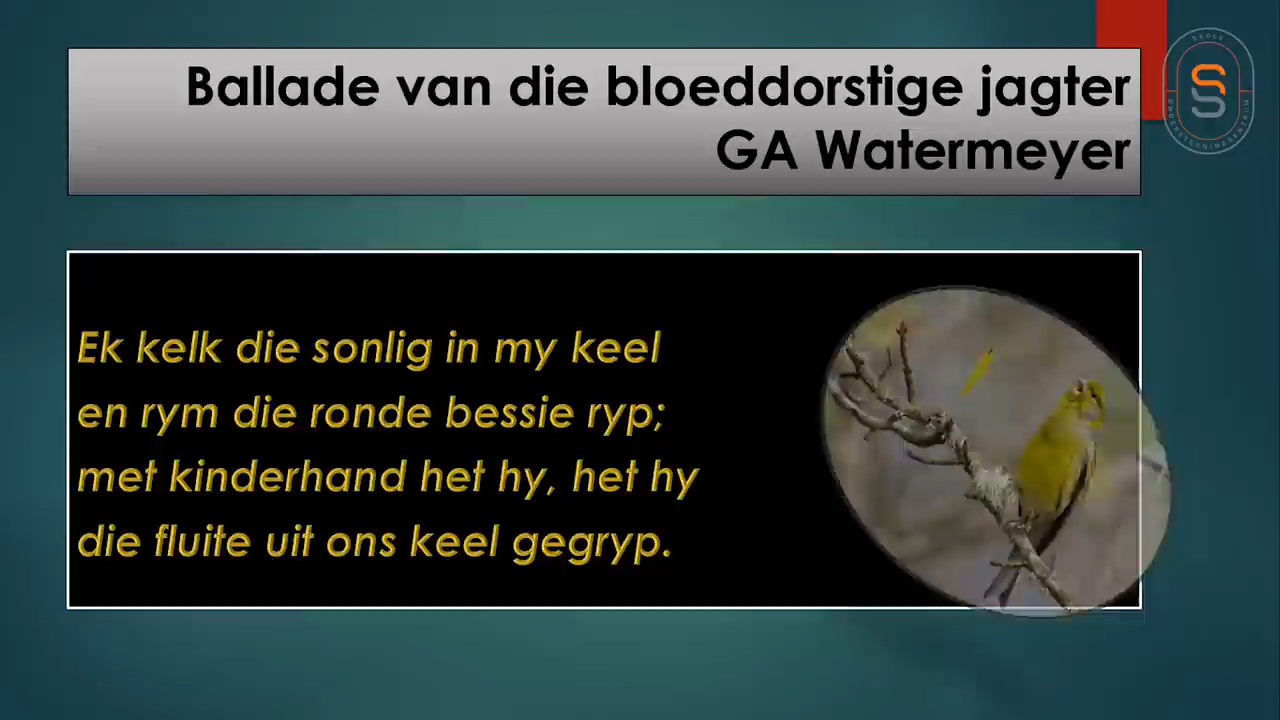 Ballade van die bloeddorstige jagter
GA Watermeyer
SS
Ek kelk die sonlig in my keel
en rym die ronde bessie ryp;
met kinderhand het hy, het hy
die fluite uit ons keel gegryp.